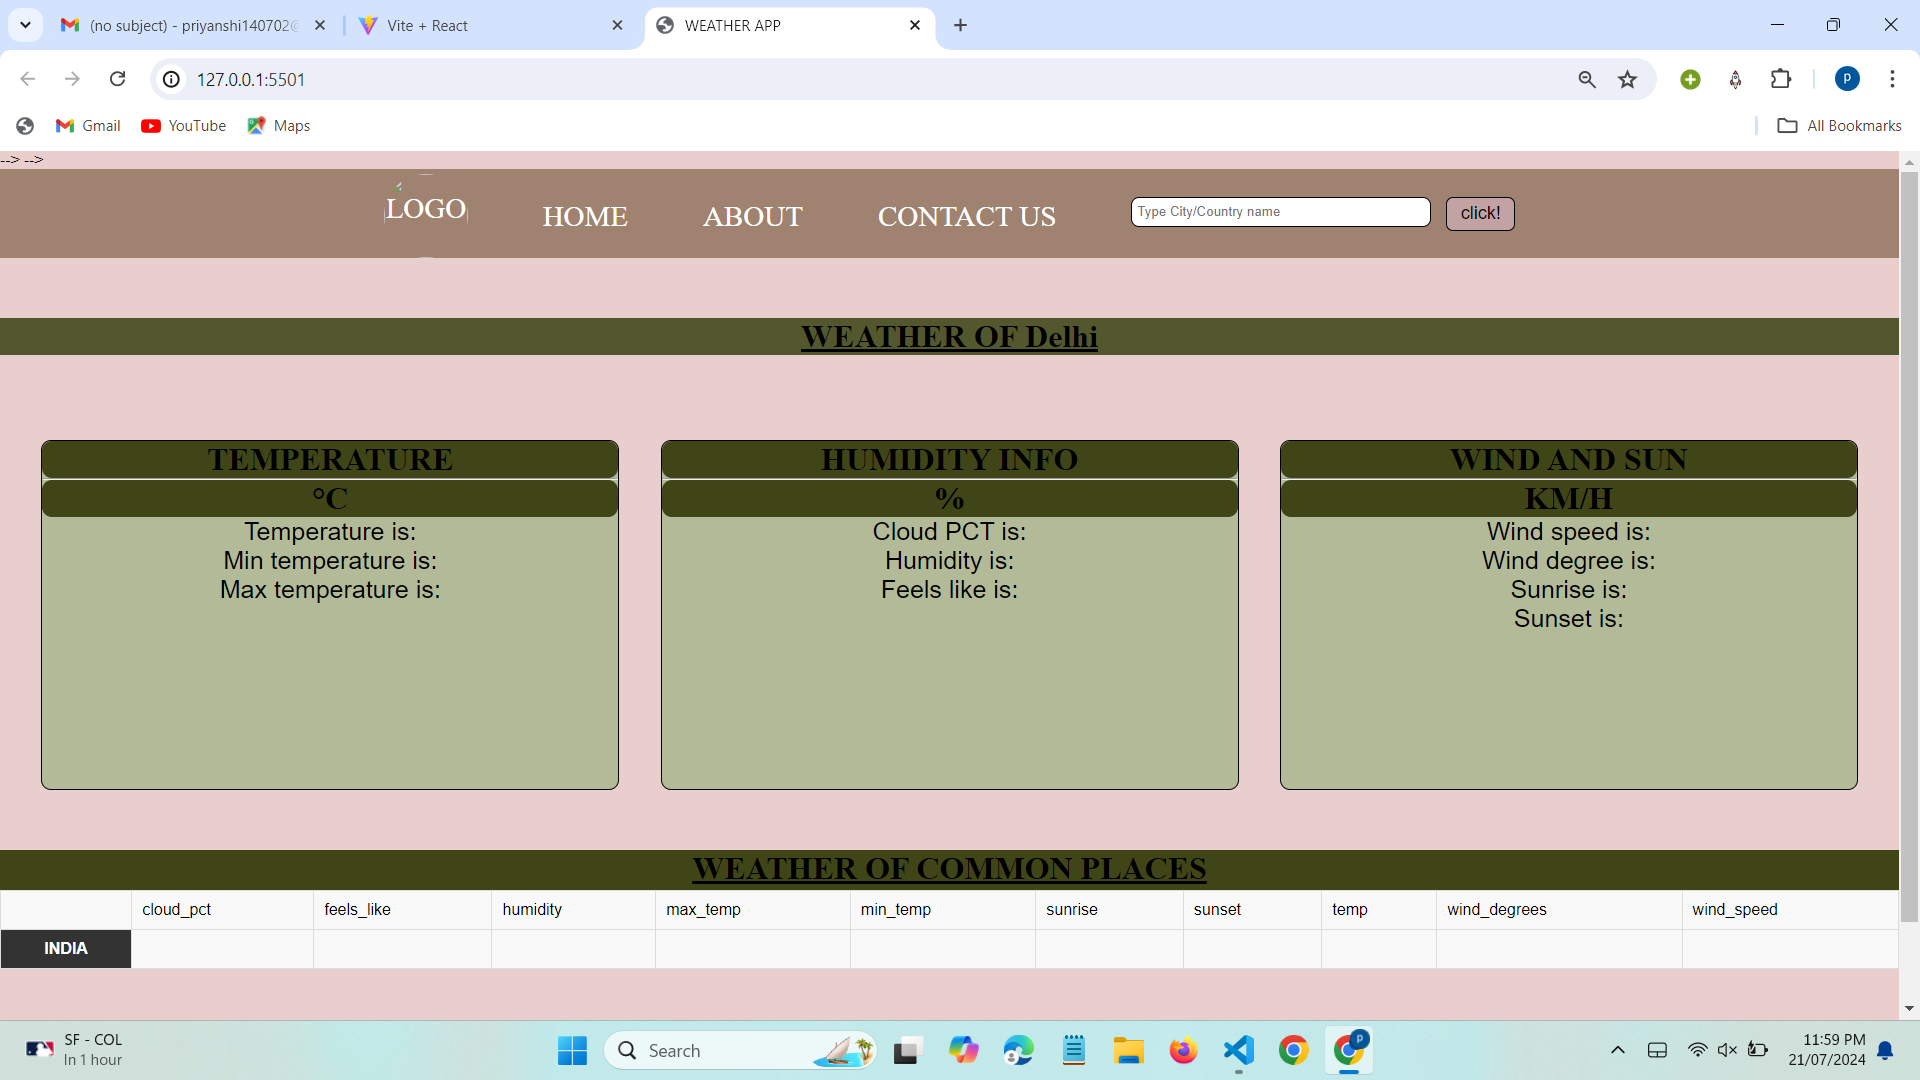 (no subject) - priyanshi140702@
Vite + React
WEATHER APP
127.0.0.1:5501
P
Gmail
YouTube
Maps
All Bookmarks
--> -->
LOGO
HOME
ABOUT
CONTACT US
Type City/Country name
click!
WEATHER OF Delhi
TEMPERATURE
°C
Temperature is:
Min temperature is:
Max temperature is:
HUMIDITY INFO
%
Cloud PCT is:
Humidity is:
Feels like is:
WIND AND SUN
KM/H
Wind speed is:
Wind degree is:
Sunrise is:
Sunset is:
WEATHER OF COMMON PLACES
cloud_pct feels_like humidity max_temp min_temp sunrise sunset temp wind_degrees wind_speed
INDIA
SF - COL
In 1 hour
Search
P
11:59 PM
21/07/2024